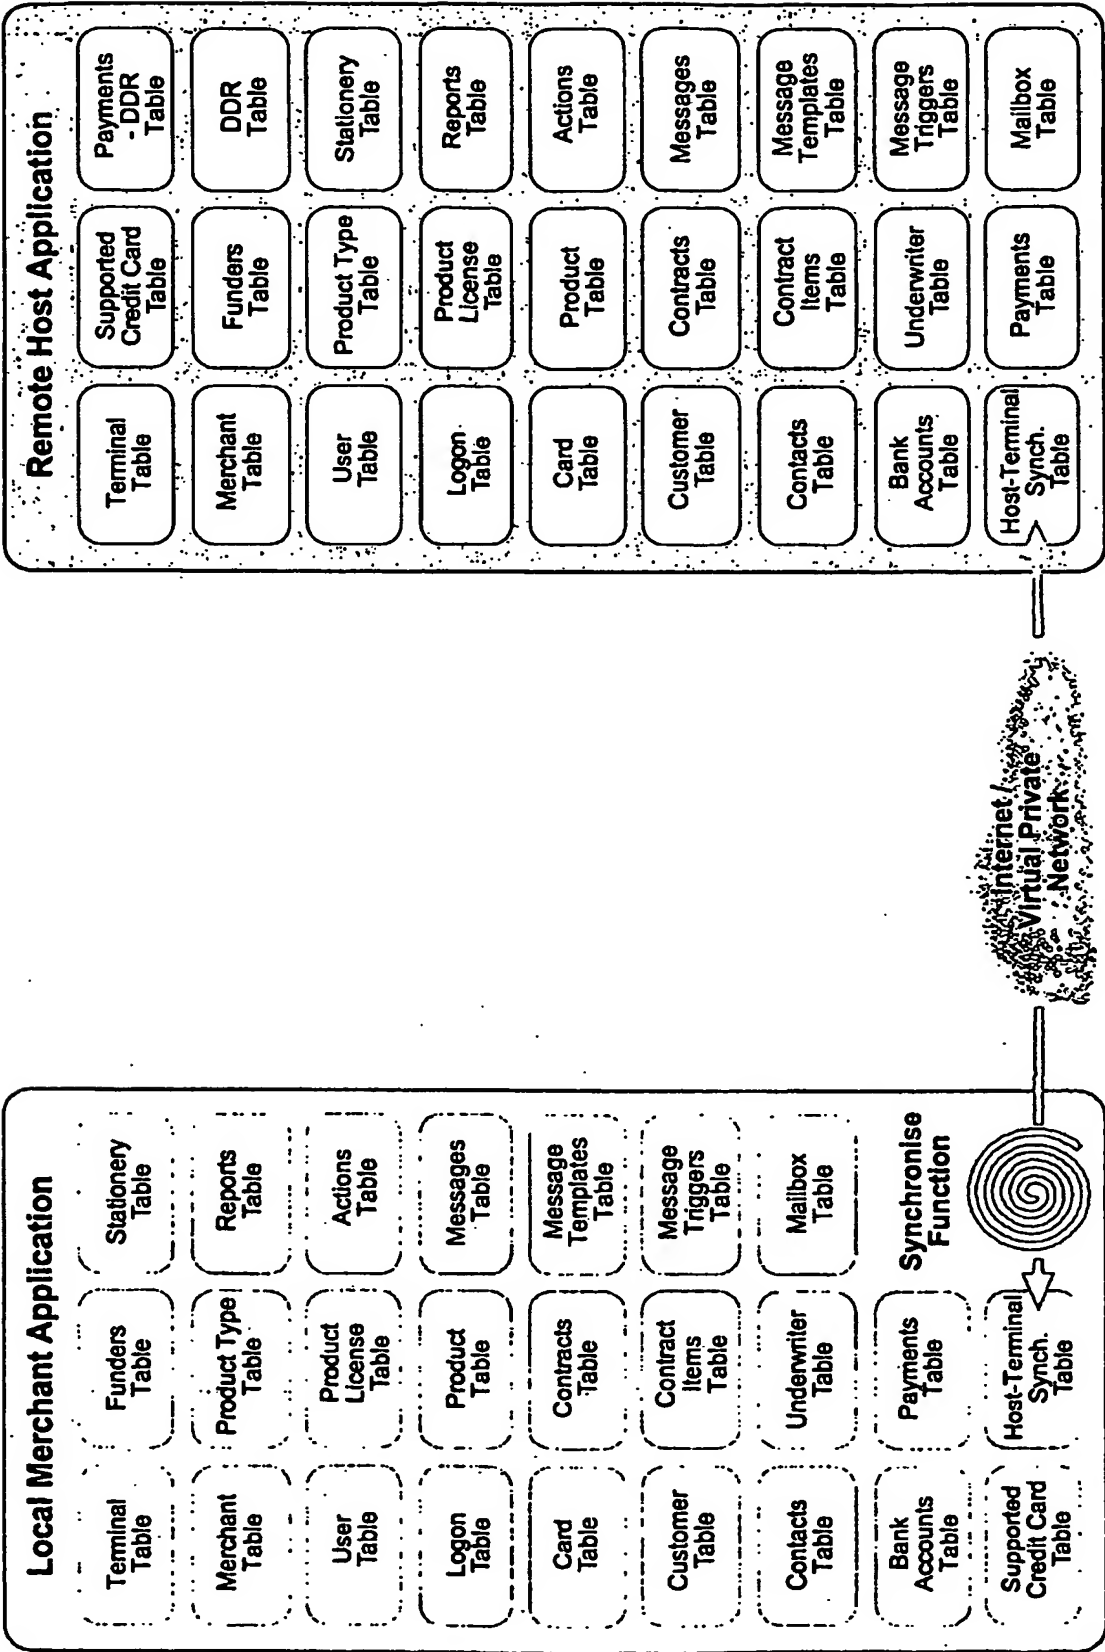 Local Merchant Application
Terminal
Table
Funders
Table
Stationery
Table
Merchant
Table
Product Type
Table
Reports
Table
User
Table
Product
License
Table
Actions
Table
Logon
Table
Product
Table
Messages
Table
Card
Table
Contracts
Table
Message
Templates
Table
Customer
Table
Contract
Items
Table
Message
Triggers
Table
Contacts
Table
Underwriter
Table
Mailbox
Table
Bank
Accounts
Table
Payments
Table
Synchronise
Function
Supported
Credit Card
Table
Host-Terminal
Synch.
Table
Internet /
Virtual Private
Network
Remote Host Application
Terminal
Table
Supported
Credit Card
Table
Payments
- DDR
Table
Merchant
Table
Funders
Table
DDR
Table
User
Table
Product Type
Table
Stationery
Table
Logon
Table
Product
License
Table
Reports
Table
Card
Table
Product
Table
Actions
Table
Customer
Table
Contracts
Table
Messages
Table
Contacts
Table
Contract
Items
Table
Message
Templates
Table
Bank
Accounts
Table
Underwriter
Table
Message
Triggers
Table
Host-Terminal
Synch.
Table
Payments
Table
Mailbox
Table